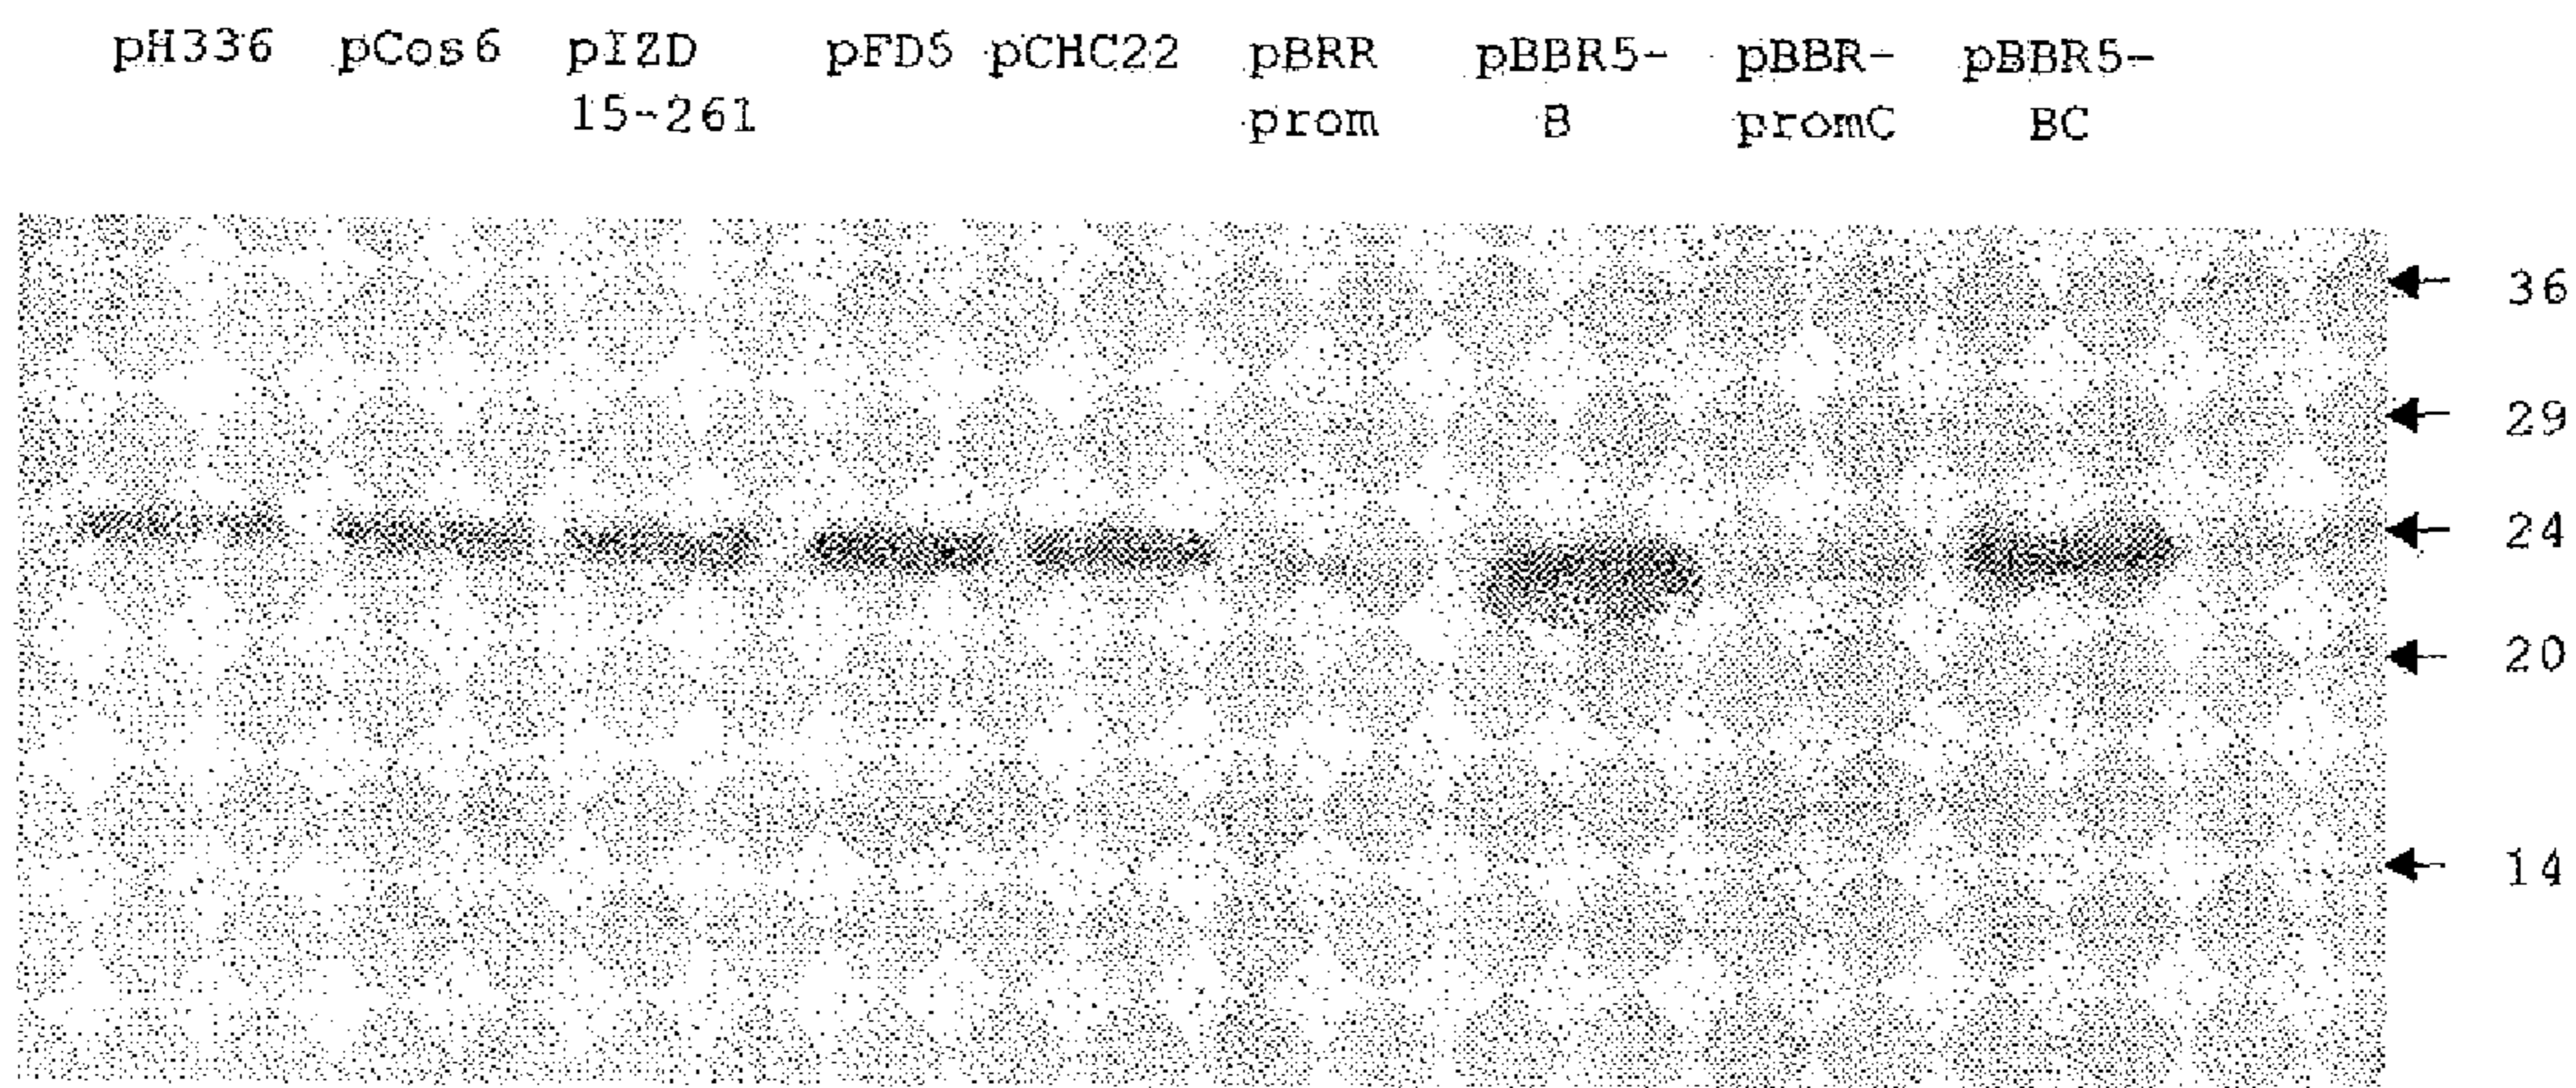 pH336 pCos6 pIZD pFD5 pCHC22 pBRR pBBR5- pBBR- pBBR5-
15-261 prom B promC BC
36
29
24
20
14